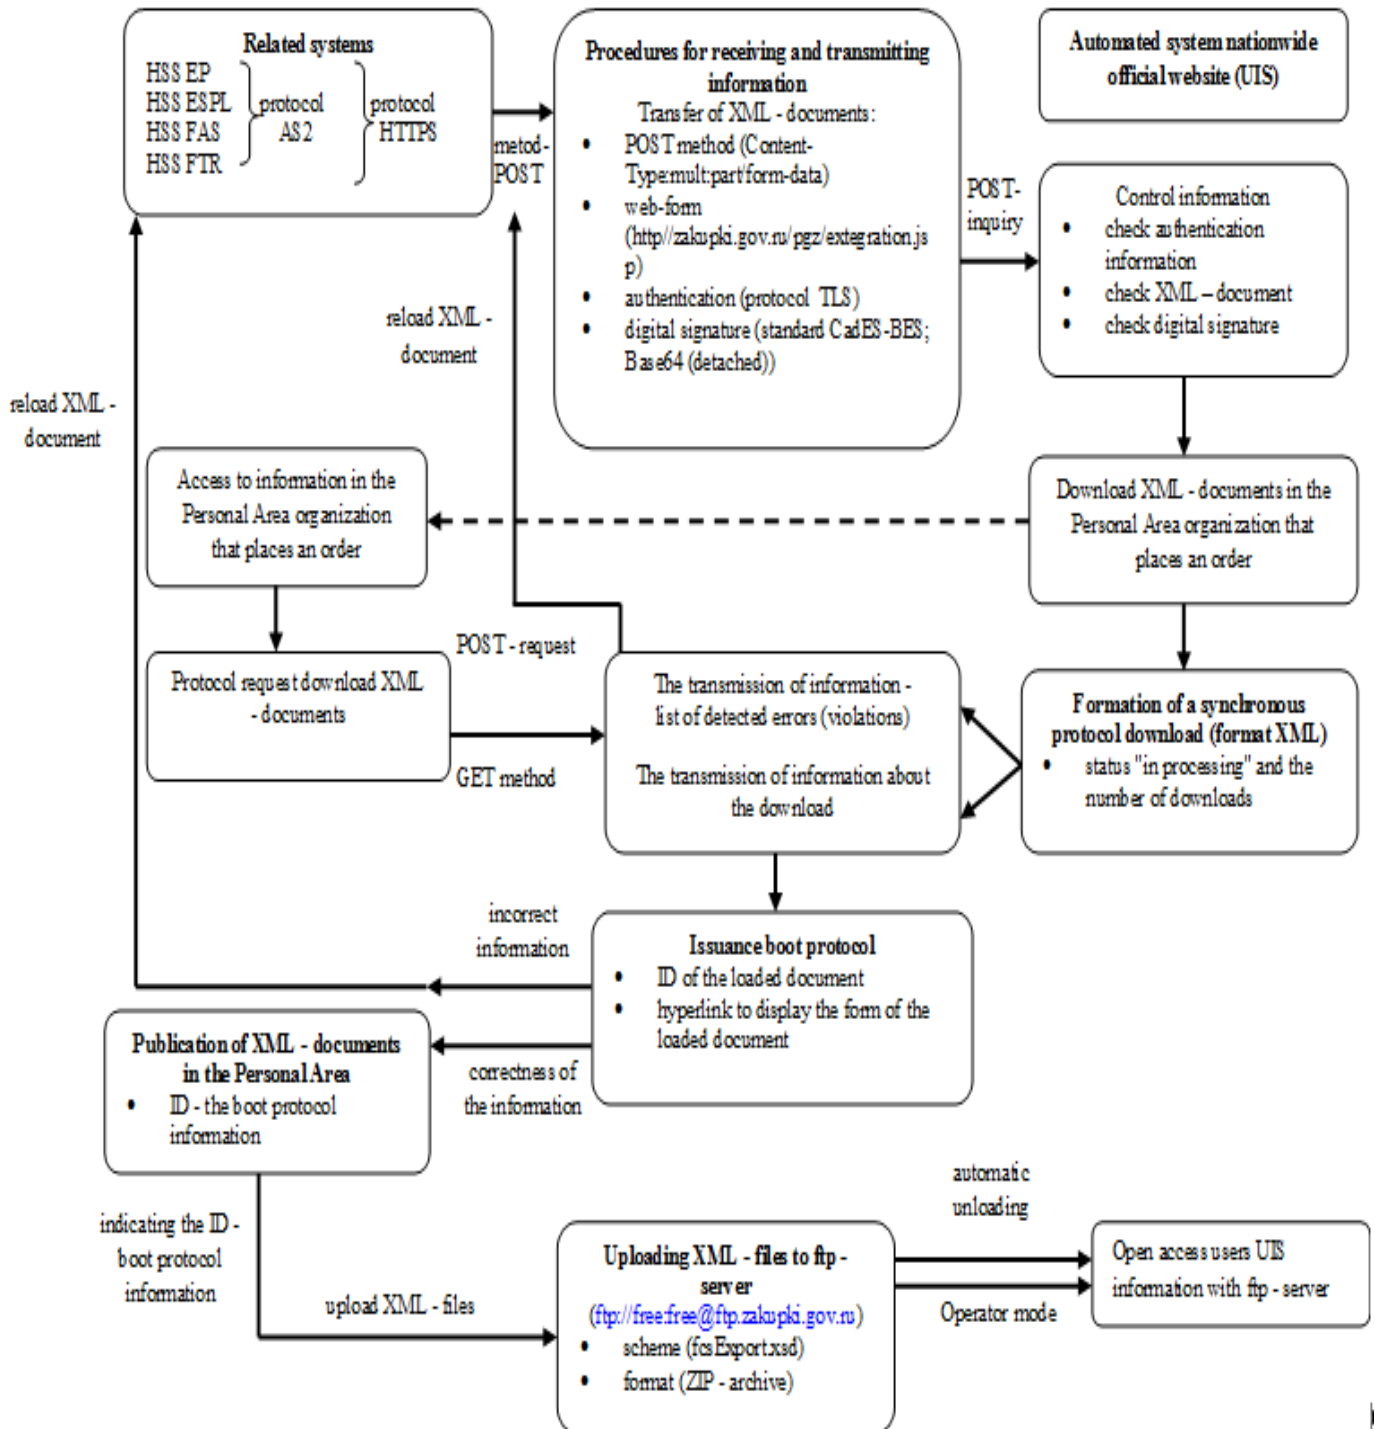 Related systems
HSS EP
HSS ESPL
HSS FAS
HSS FTR
protocol
AS2
protocol
HTTPS
metod-
POST
Procedures for receiving and transmitting
information
Transfer of XML - documents:
• POST method (Content-
Type:mult:part/form-data)
• web-form
(http//zakupki.gov.ru/pgz/extegration.js
p)
• authentication (protocol TLS)
• digital signature (standard CadES-BES;
Base64 (detached))
POST-
inquiry
Automated system nationwide
official website (UIS)
Control information
• check authentication
information
• check XML – document
• check digital signature
reload XML -
document
reload XML -
document
Access to information in the
Personal Area organization
that places an order
Download XML - documents in the
Personal Area organization that
places an order
Protocol request download XML
- documents
POST - request
GET method
The transmission of information -
list of detected errors (violations)
The transmission of information about
the download
Formation of a synchronous
protocol download (format XML)
• status "in processing" and the
number of downloads
incorrect
information
Issuance boot protocol
• ID of the loaded document
• hyperlink to display the form of the
loaded document
correctness of
the information
Publication of XML - documents
in the Personal Area
• ID - the boot protocol
information
indicating the ID -
boot protocol
information
upload XML - files
Uploading XML - files to ftp -
server
(ftp://free:free@ftp.zakupki.gov.ru)
• scheme (fcsExport.xsd)
• format (ZIP - archive)
automatic
unloading
Operator mode
Open access users UIS
information with ftp - server